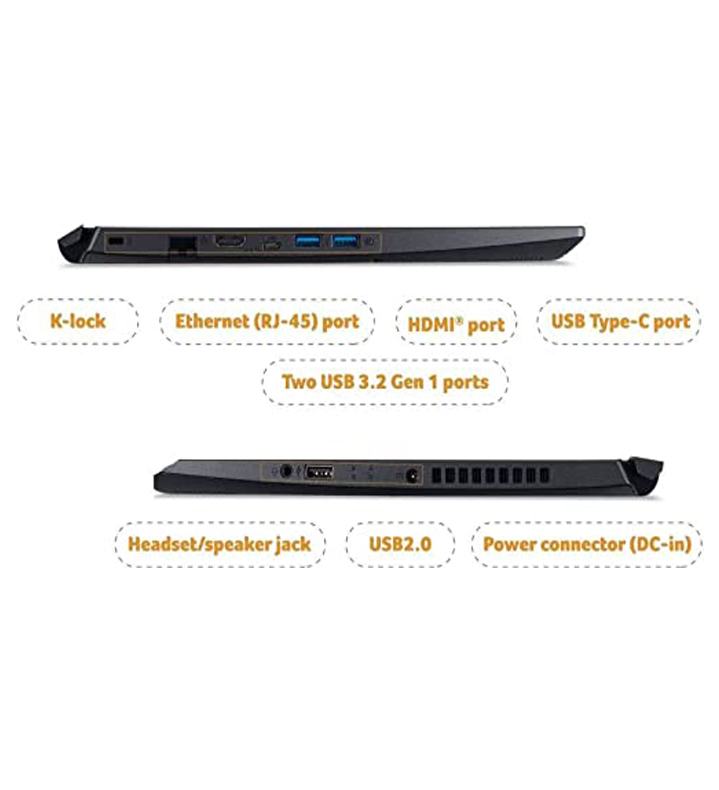 K-lock
Ethernet (RJ-45) port
HDMI® port
USB Type-C port
Two USB 3.2 Gen 1 ports
Headset/speaker jack
USB2.0
Power connector (DC-in)